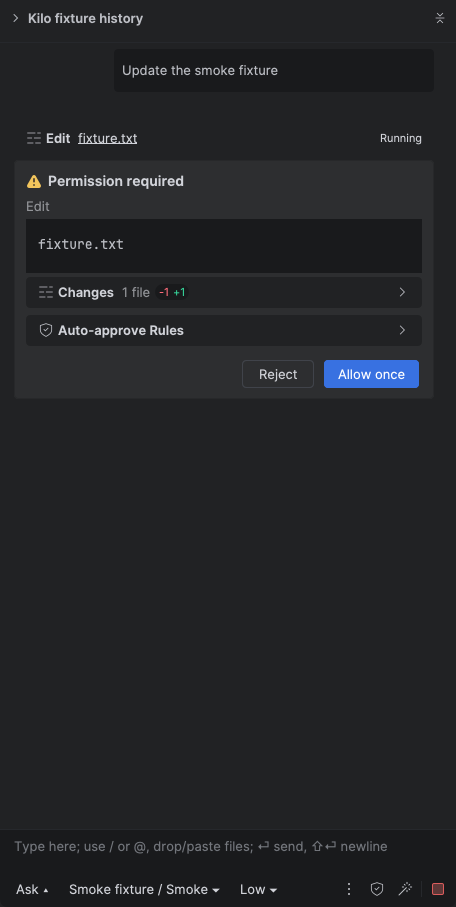 Kilo fixture history
Update the smoke fixture
Edit fixture.txt Running
Permission required
Edit
fixture.txt
Changes 1 file -1 +1
Auto-approve Rules
Reject Allow once
Type here; use / or @, drop/paste files; ⏎ send, ⇧⏎ newline
Ask Smoke fixture / Smoke Low